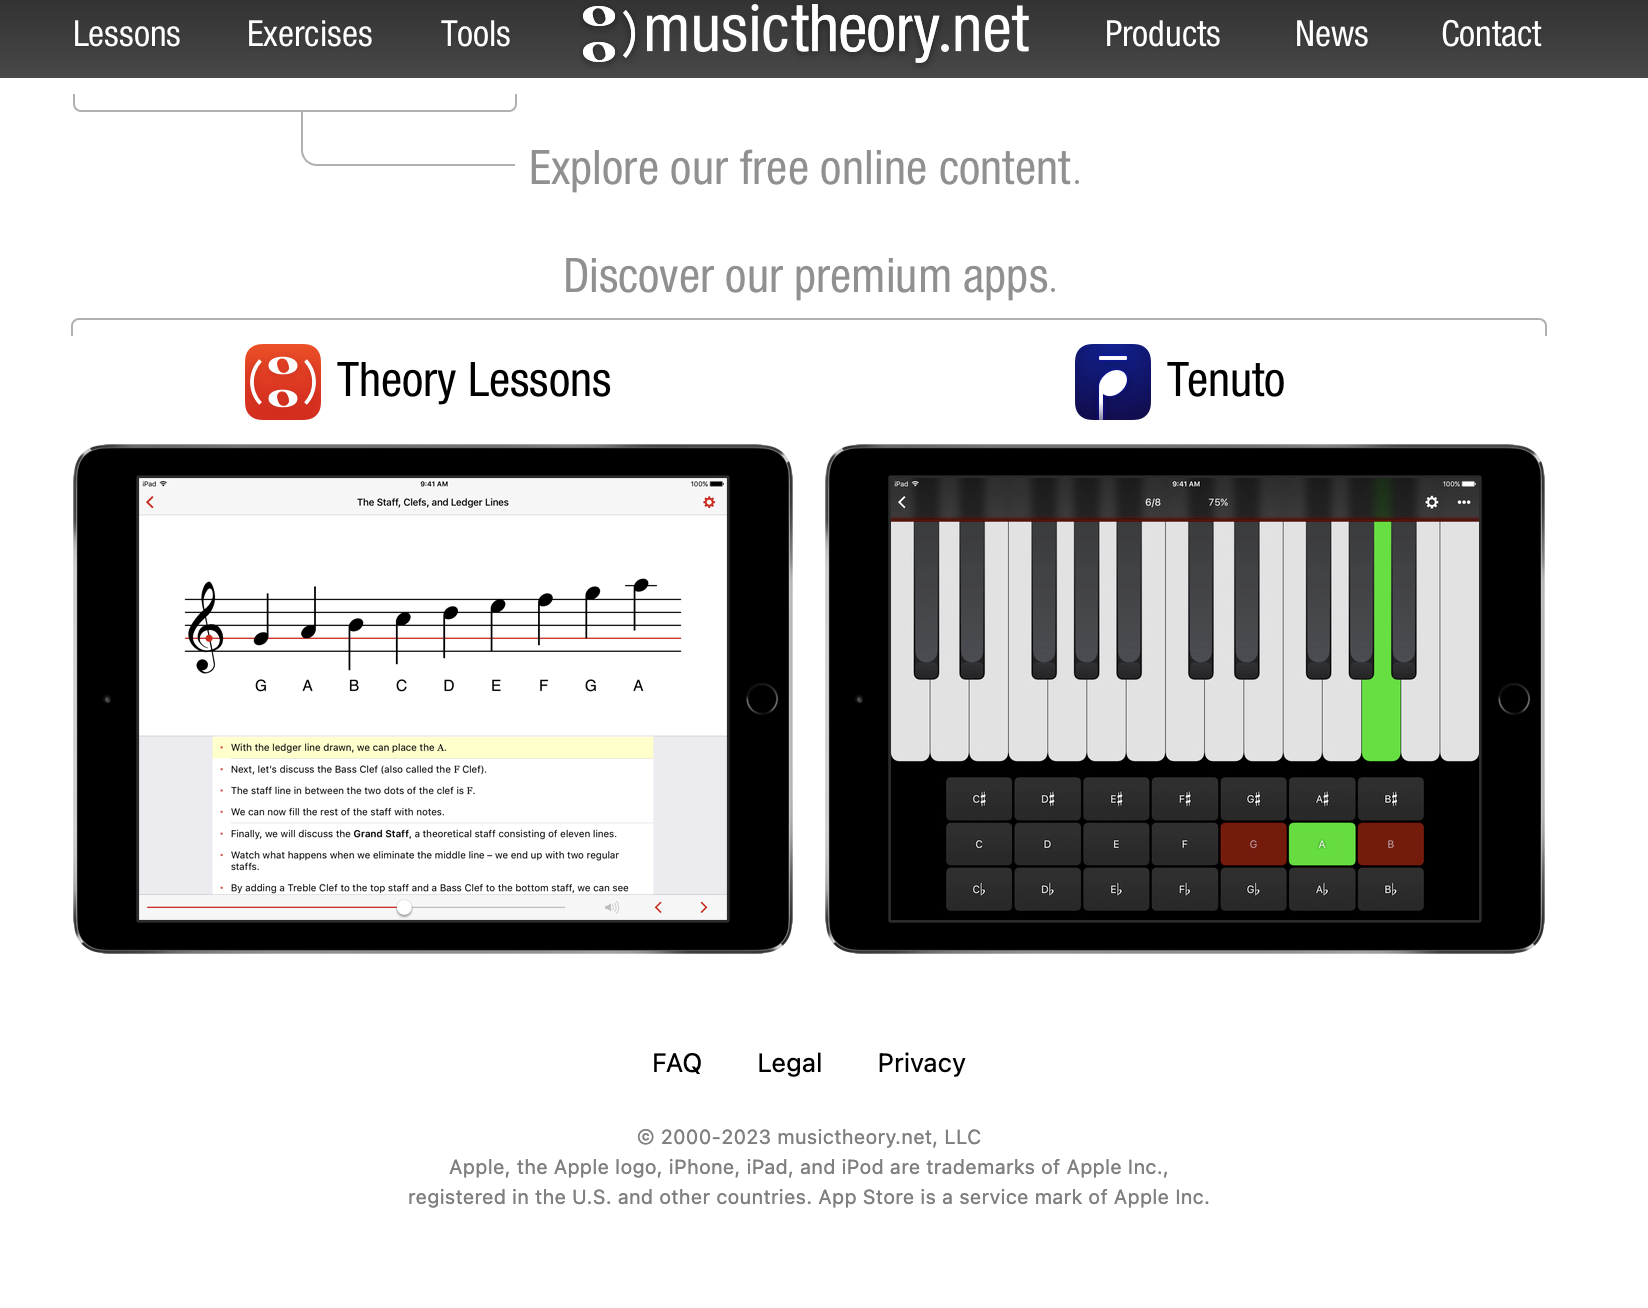 Lessons Exercises Tools musictheory.net Products News Contact
Explore our free online content.
Discover our premium apps.
Theory Lessons
Tenuto
iPad 9:41 AM 100%
The Staff, Clefs, and Ledger Lines
G A B C D E F G A
With the ledger line drawn, we can place the A.
Next, let's discuss the Bass Clef (also called the F Clef).
The staff line in between the two dots of the clef is F.
We can now fill the rest of the staff with notes.
Finally, we will discuss the Grand Staff, a theoretical staff consisting of eleven lines.
Watch what happens when we eliminate the middle line – we end up with two regular
staffs.
By adding a Treble Clef to the top staff and a Bass Clef to the bottom staff, we can see
iPad 9:41 AM 100%
6/8 75%
C♯ D♯ E♯ F♯ G♯ A♯ B♯
C D E F G A B
C♭ D♭ E♭ F♭ G♭ A♭ B♭
FAQ Legal Privacy
© 2000-2023 musictheory.net, LLC
Apple, the Apple logo, iPhone, iPad, and iPod are trademarks of Apple Inc.,
registered in the U.S. and other countries. App Store is a service mark of Apple Inc.